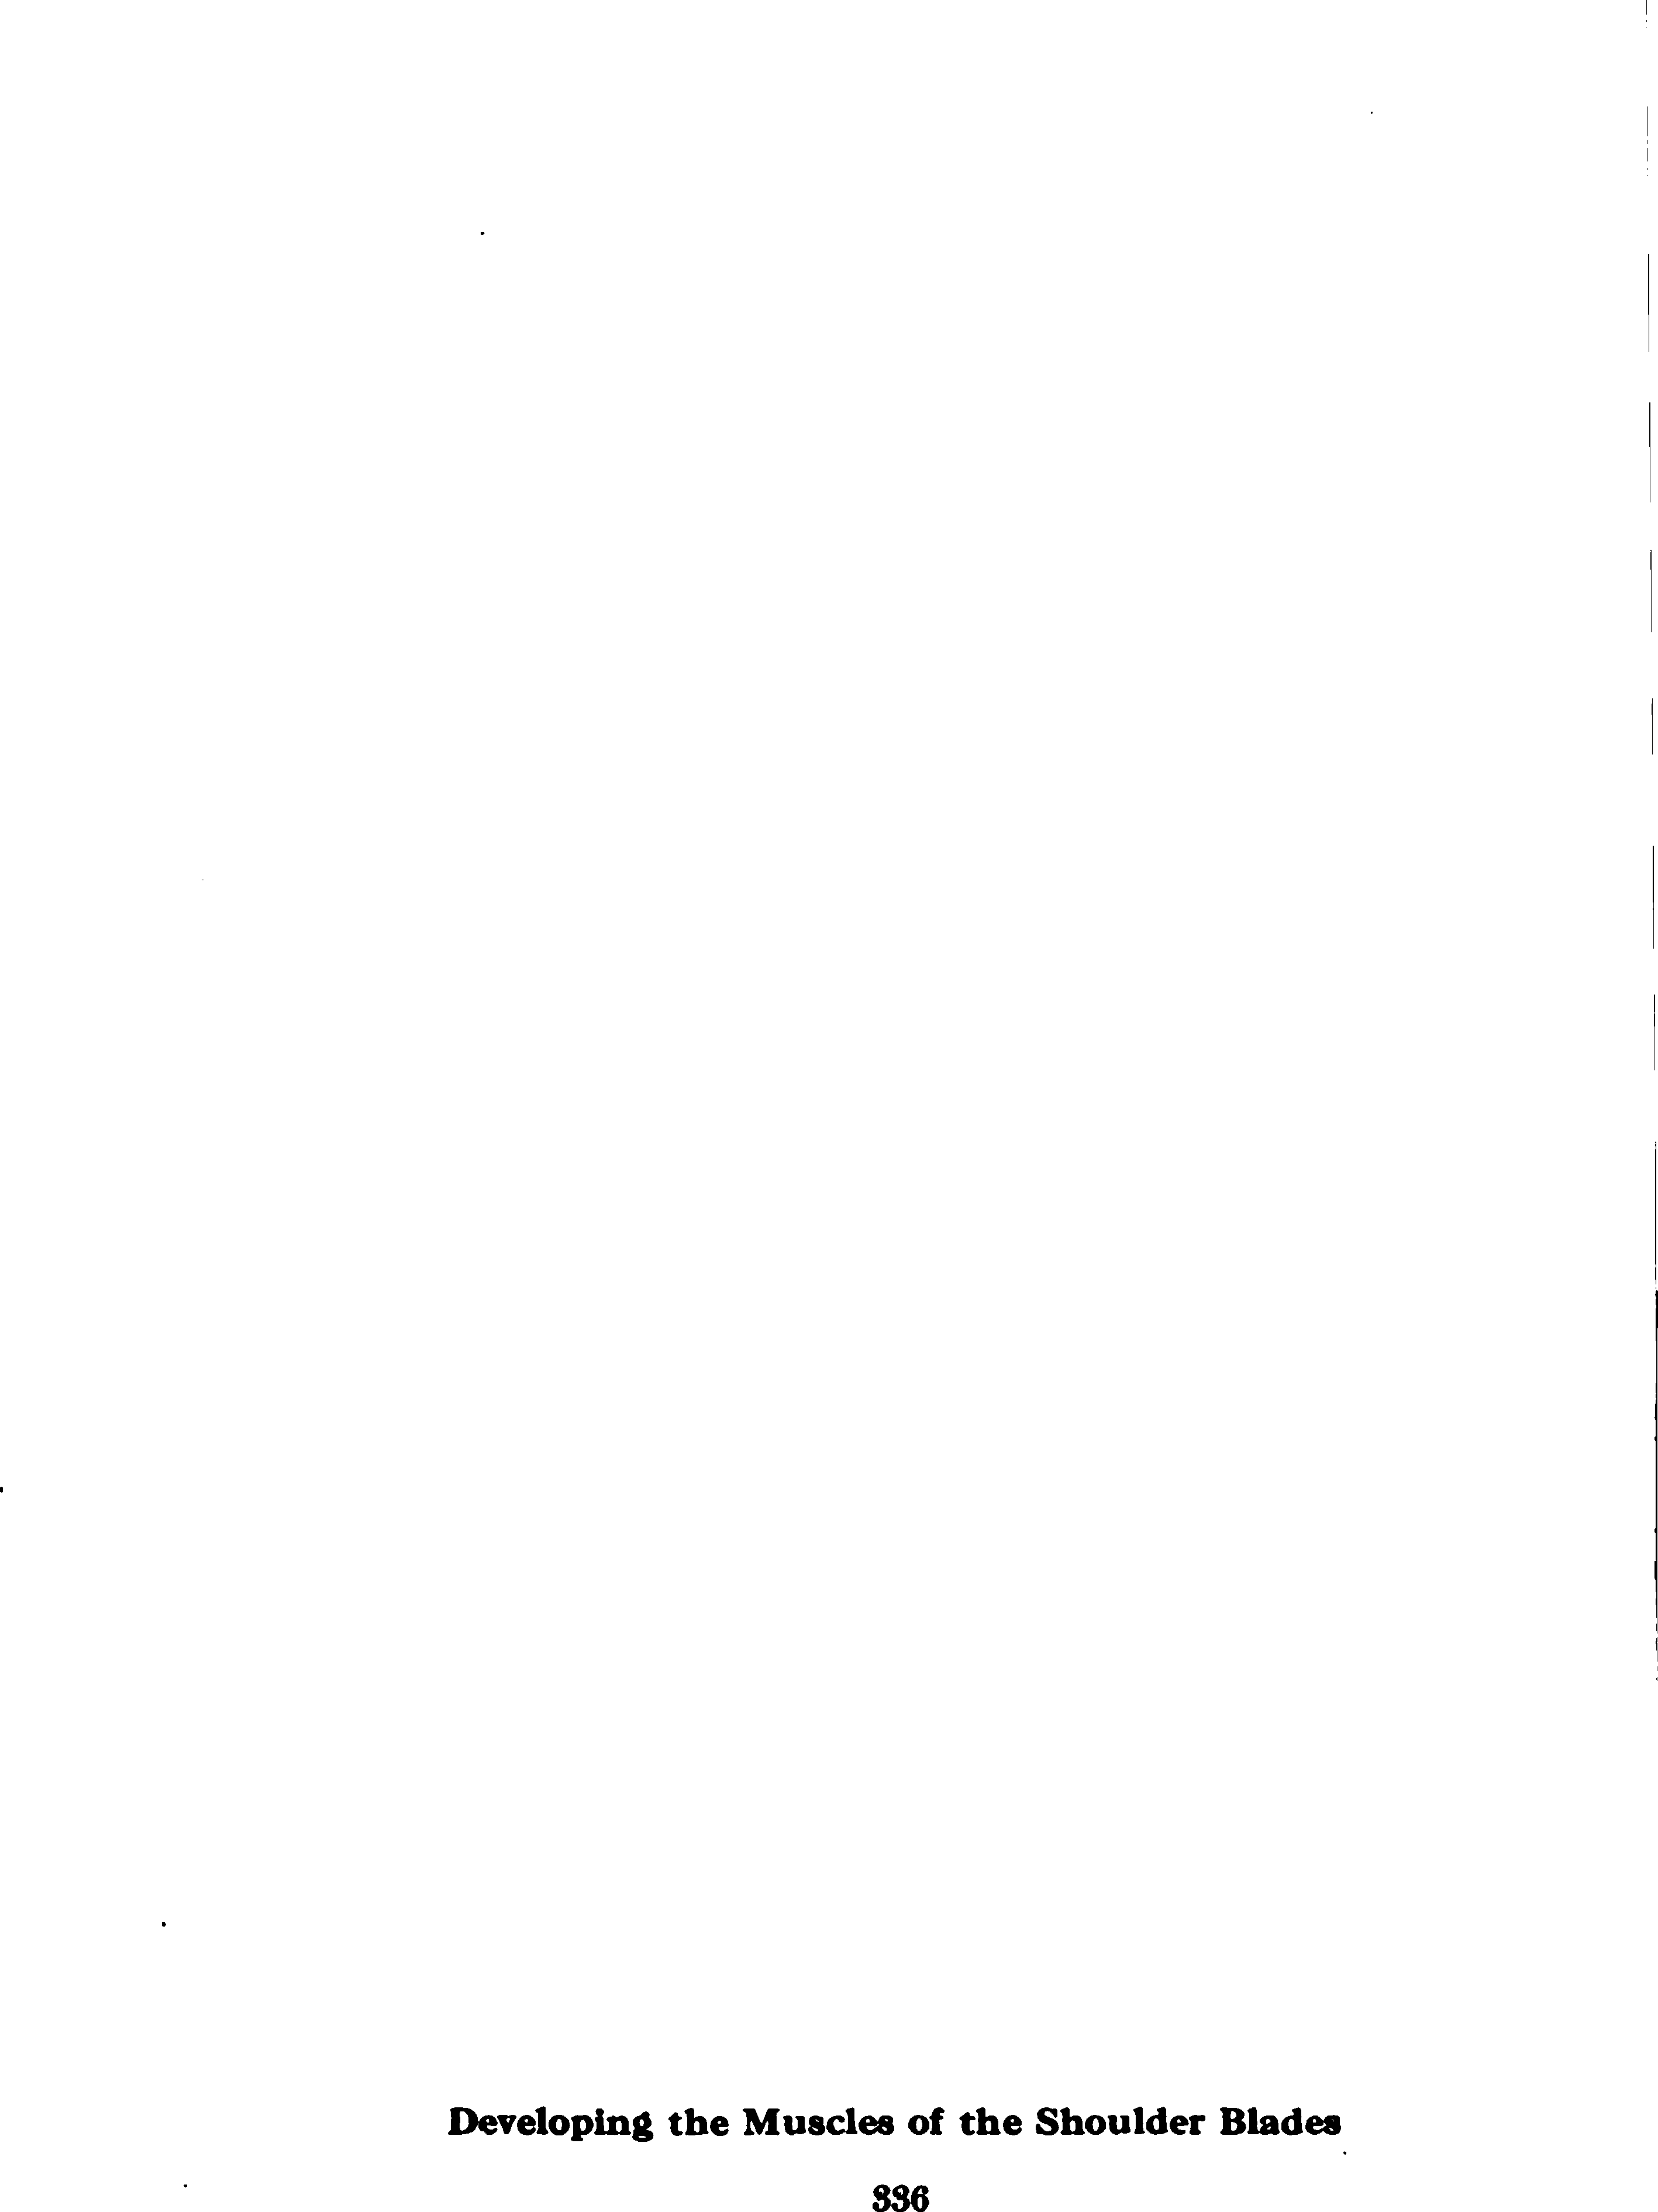 Developing the Muscles of the Shoulder Blades
336